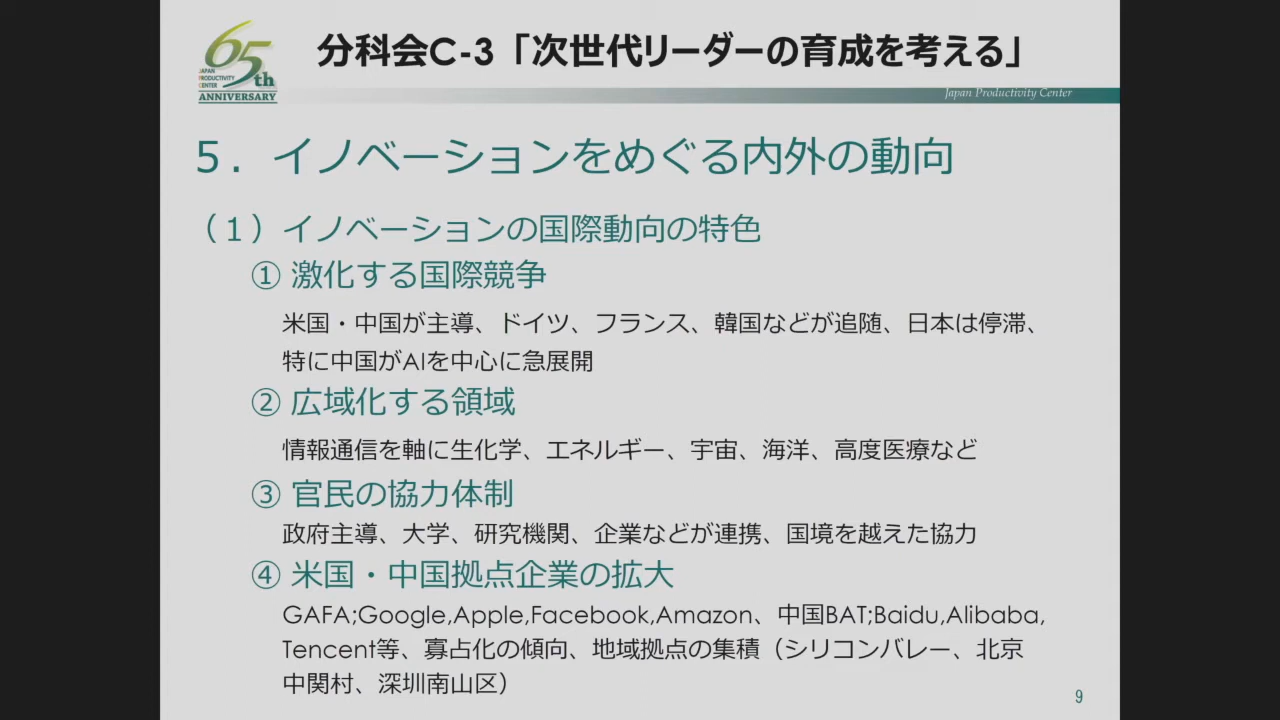 65th
JAPAN
PRODUCTIVITY
CENTER
ANNIVERSARY
分科会C-3「次世代リーダーの育成を考える」
Japan Productivity Center
５．イノベーションをめぐる内外の動向
（１）イノベーションの国際動向の特色
① 激化する国際競争
米国・中国が主導、ドイツ、フランス、韓国などが追随、日本は停滞、
特に中国がAIを中心に急展開
② 広域化する領域
情報通信を軸に生化学、エネルギー、宇宙、海洋、高度医療など
③ 官民の協力体制
政府主導、大学、研究機関、企業などが連携、国境を越えた協力
④ 米国・中国拠点企業の拡大
GAFA;Google,Apple,Facebook,Amazon、中国BAT;Baidu,Alibaba,
Tencent等、寡占化の傾向、地域拠点の集積（シリコンバレー、北京
中関村、深圳南山区）
9